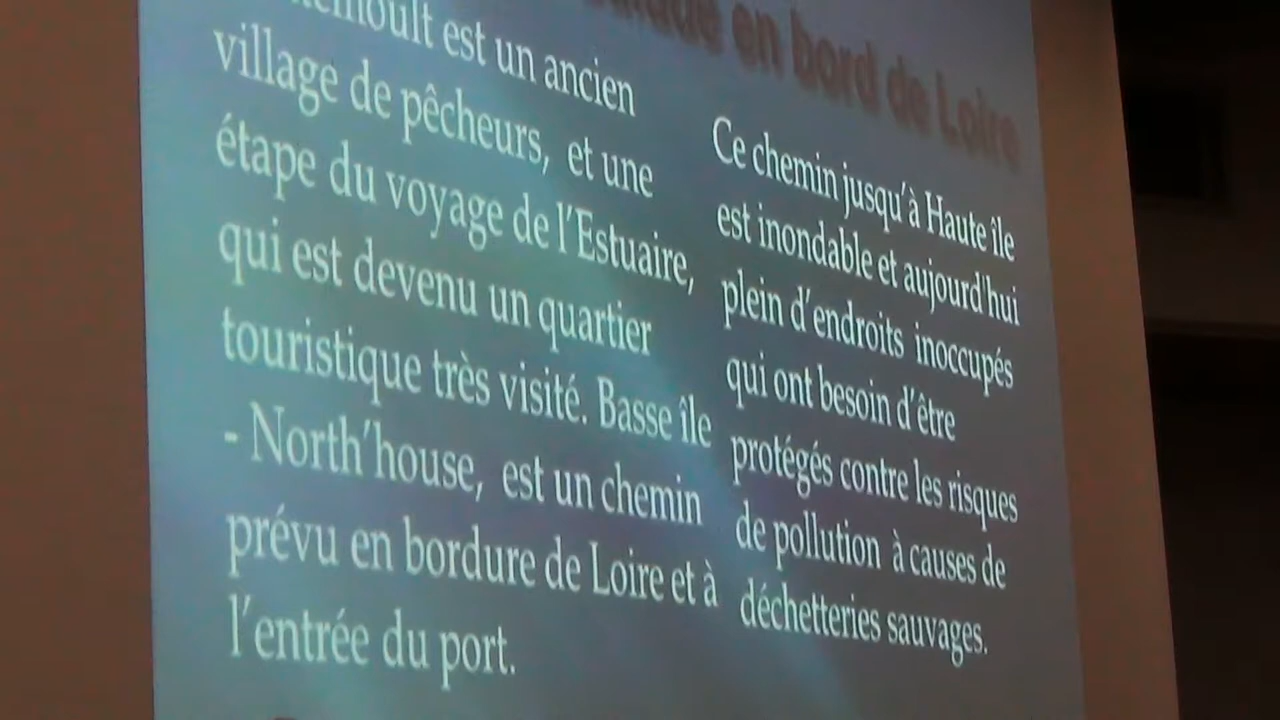 en bord de Loire
est un ancien
village de pêcheurs, et une
étape du voyage de l'Estuaire,
qui est devenu un quartier
touristique très visité. Basse île
- North'house, est un chemin
prévu en bordure de Loire et à
l'entrée du port.
Ce chemin jusqu'à Haute île
est inondable et aujourd'hui
plein d'endroits inoccupés
qui ont besoin d'être
protégés contre les risques
de pollution à causes de
déchetteries sauvages.